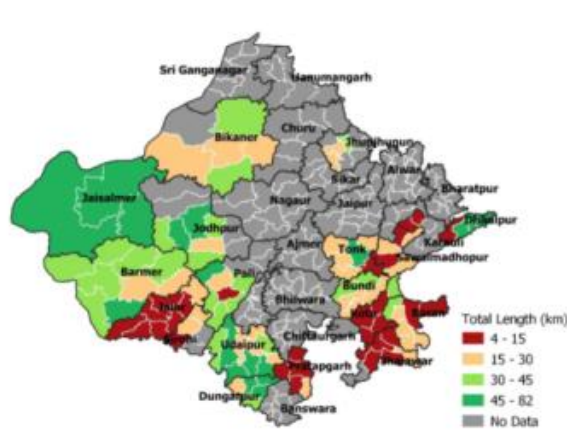 Sri Ganganagar
Hanumangarh
Bikaner
Churu
Jhunjhunun
Sikar
Alwar
Jaisalmer
Nagaur
Jaipur
Bharatpur
Dholpur
Jodhpur
Karauli
Ajmer
Tonk
Sawaimadhopur
Barmer
Pali
Bundi
Bhilwara
Jalor
Kota
Baran
Sirohi
Chittaurgarh
Udaipur
Pratapgarh
Jhalawar
Dungarpur
Banswara
Total Length (km)
4 - 15
15 - 30
30 - 45
45 - 82
No Data